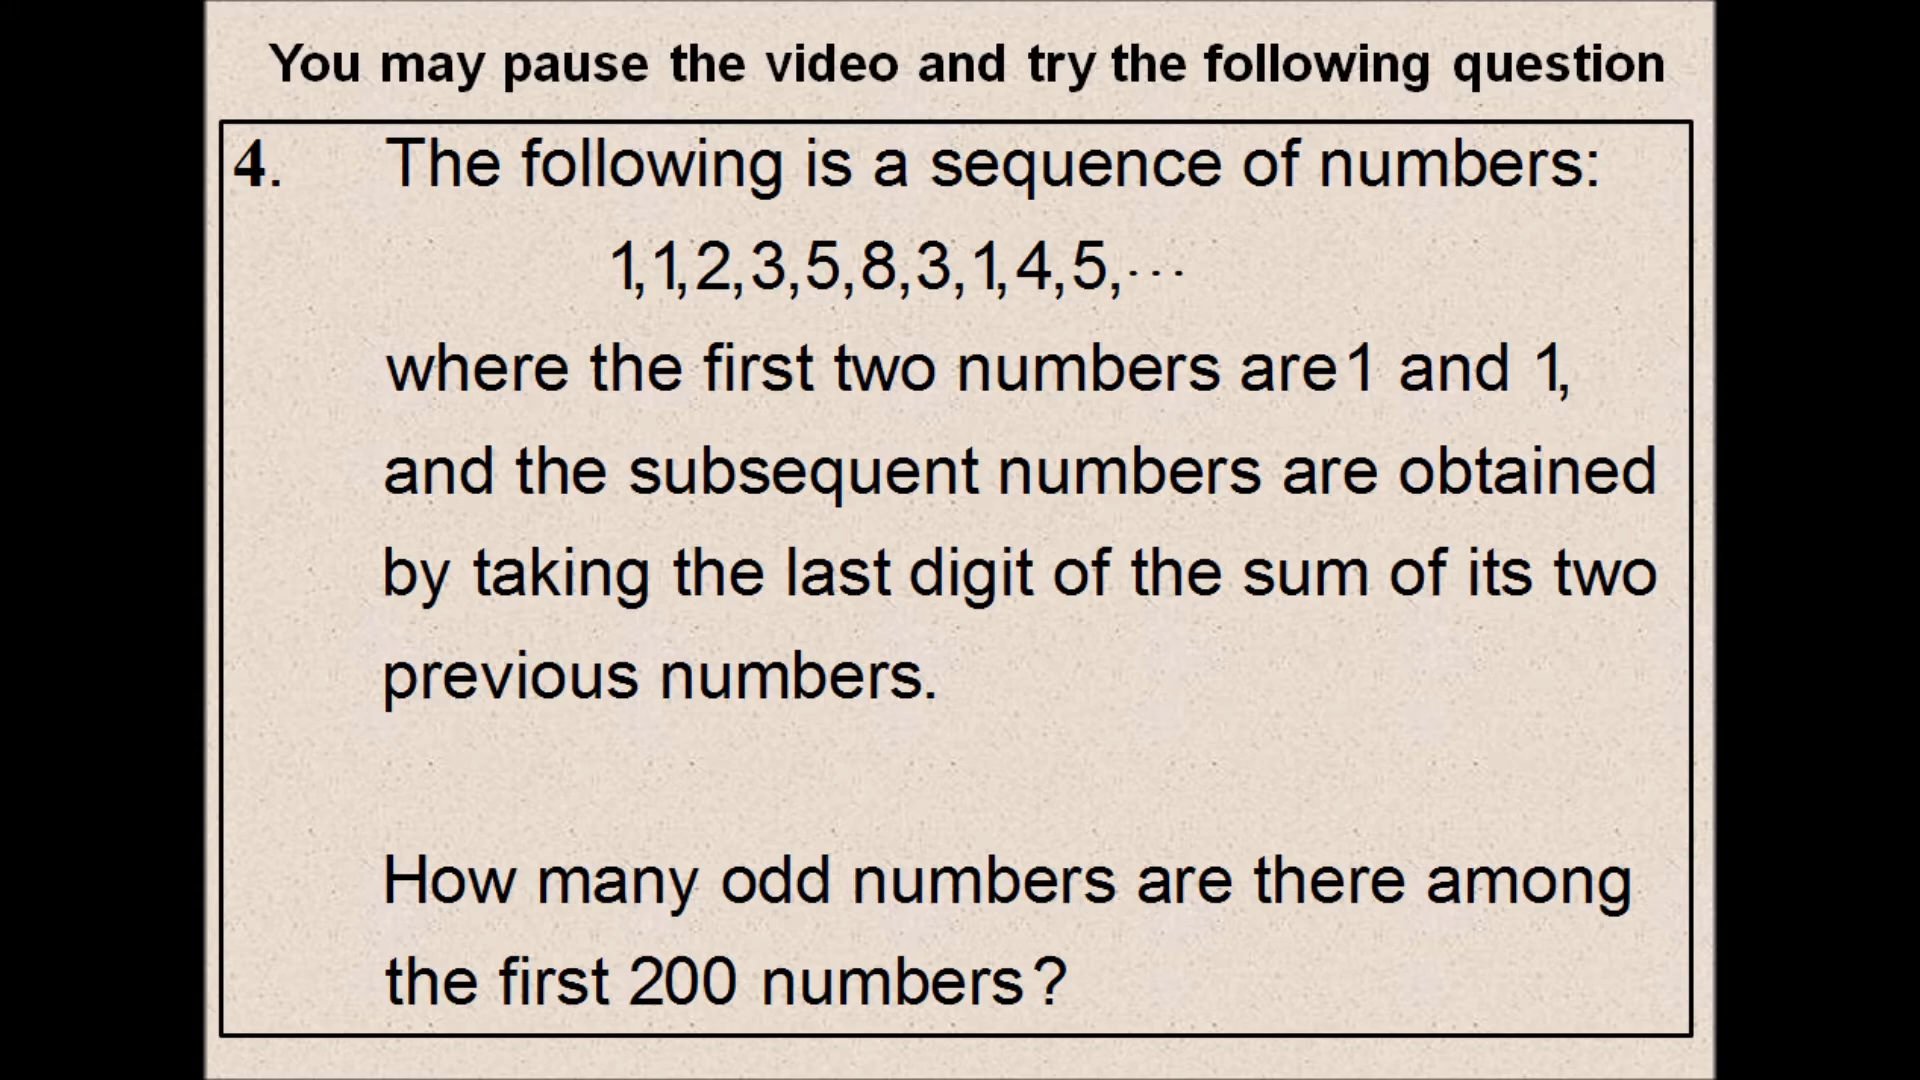 You may pause the video and try the following question
4. The following is a sequence of numbers:
1,1,2,3,5,8,3,1,4,5,···
where the first two numbers are1 and 1,
and the subsequent numbers are obtained
by taking the last digit of the sum of its two
previous numbers.
How many odd numbers are there among
the first 200 numbers?